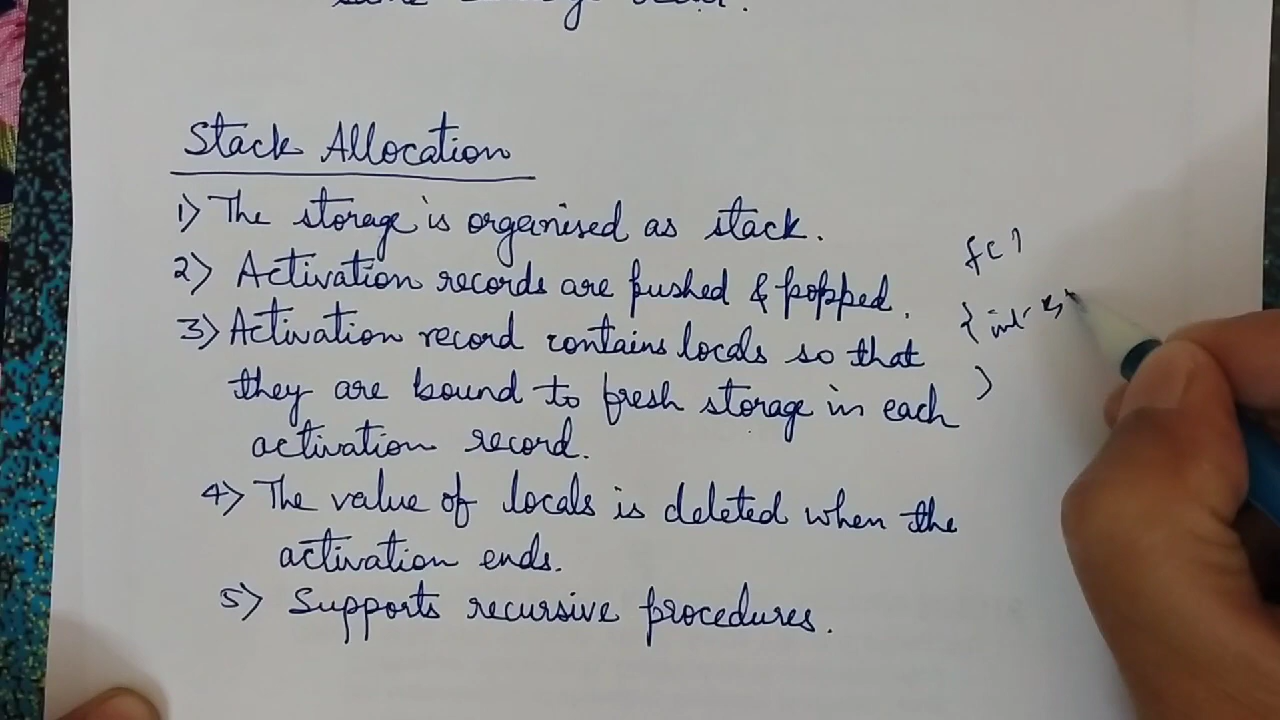 Stack Allocation
1) The storage is organised as stack.
2) Activation records are pushed & popped.
3) Activation record contains locals so that
they are bound to fresh storage in each
activation record.
4) The value of locals is deleted when the
activation ends.
5) Supports recursive procedures.
f( )
{ int
}